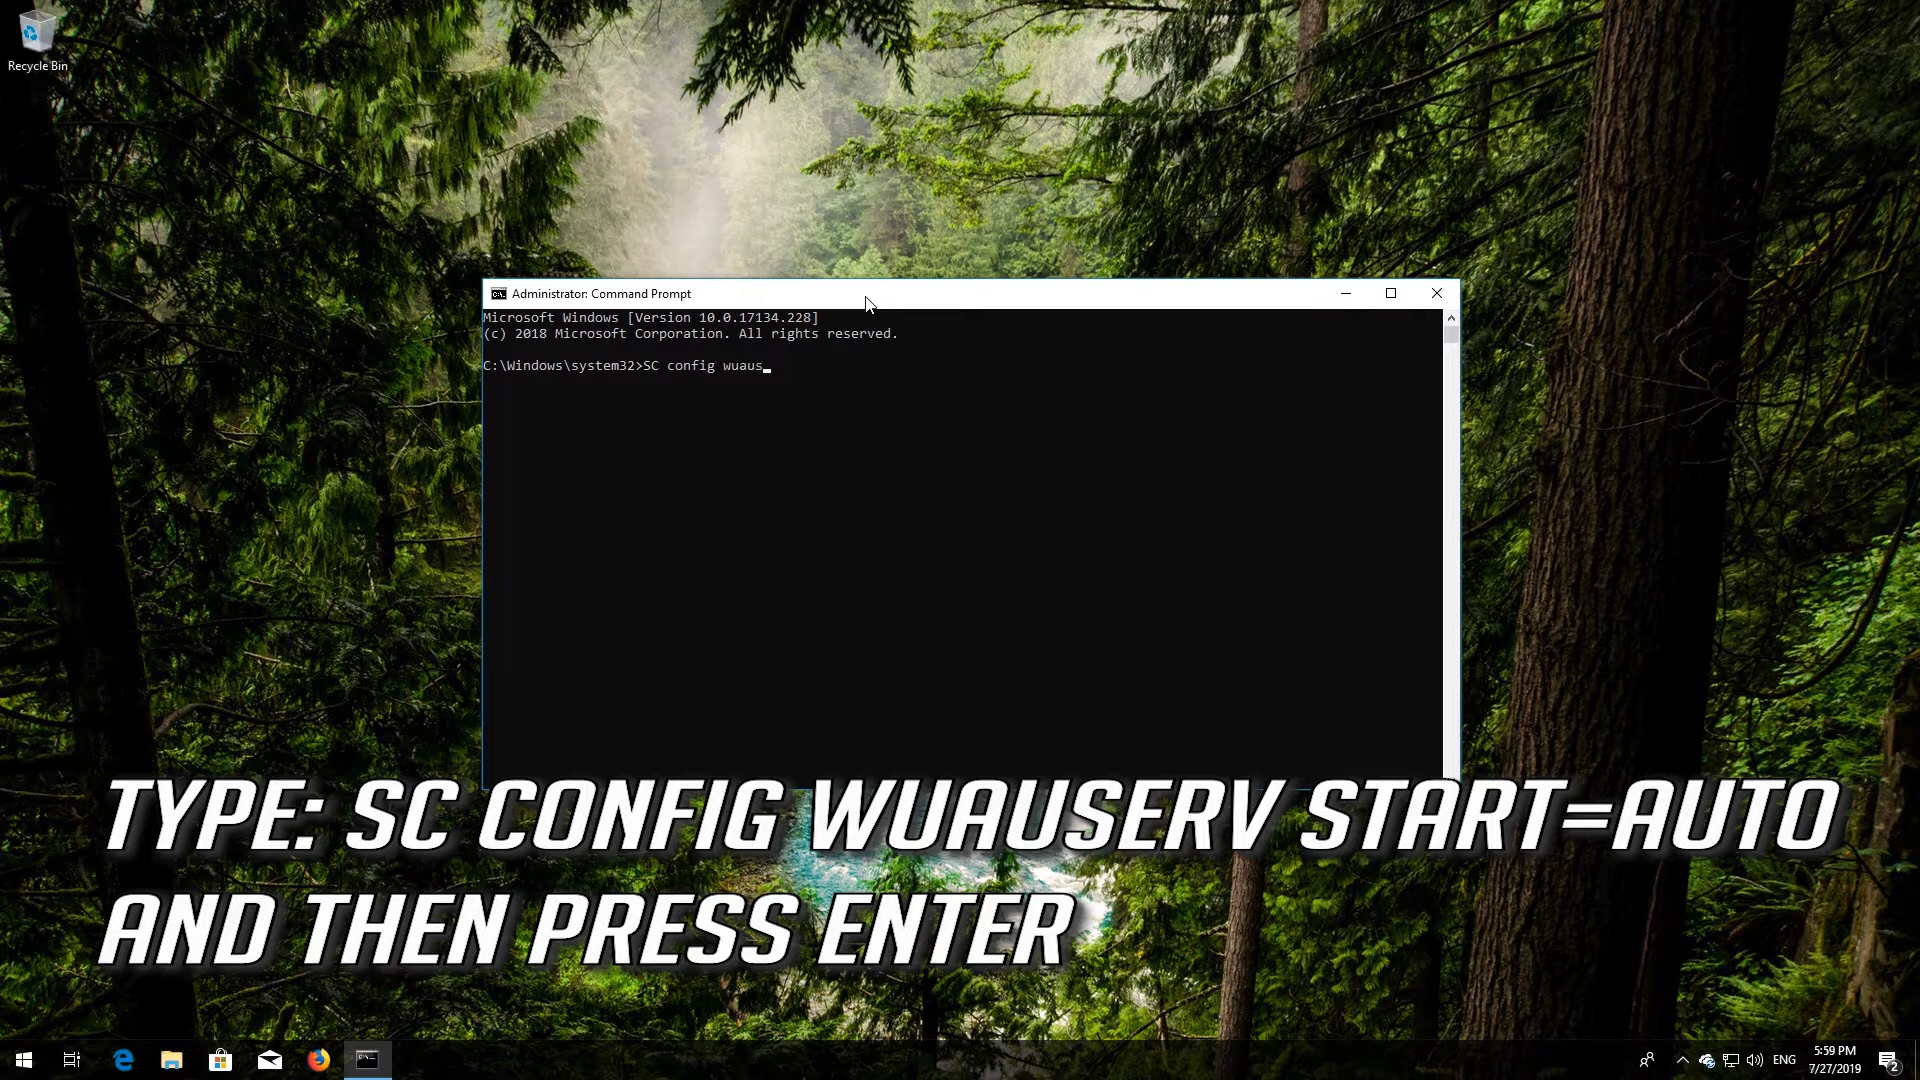 Recycle Bin
Administrator: Command Prompt
Microsoft Windows [Version 10.0.17134.228]
(c) 2018 Microsoft Corporation. All rights reserved.
C:\Windows\system32>SC config wuaus
TYPE: SC CONFIG WUAUSERV START=AUTO
AND THEN PRESS ENTER
ENG
5:59 PM
7/27/2019
2